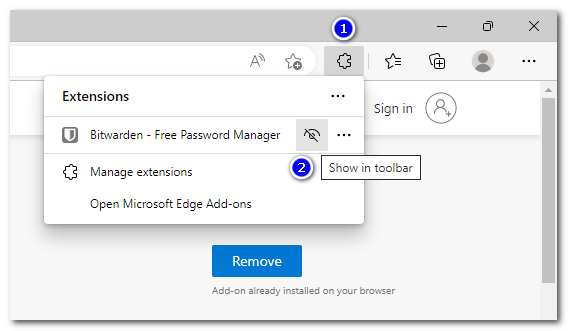 1
Sign in
Extensions
Bitwarden - Free Password Manager
2
Show in toolbar
Manage extensions
Open Microsoft Edge Add-ons
Remove
Add-on already installed on your browser